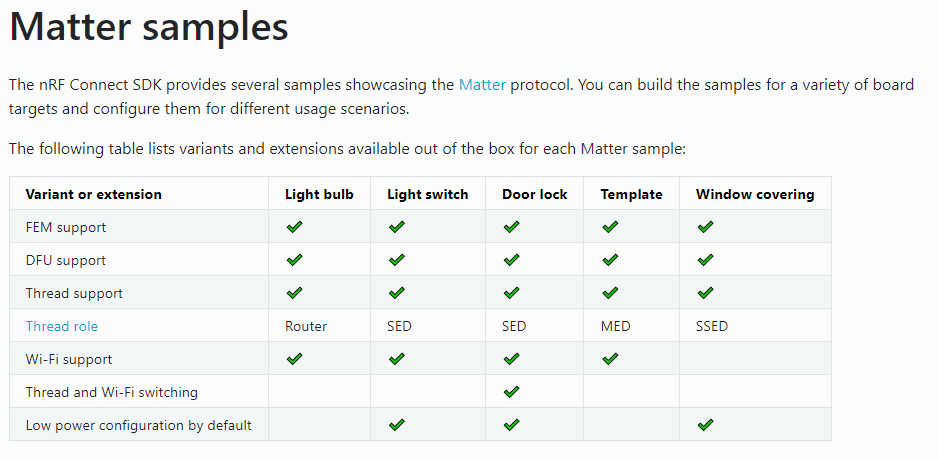 Matter samples
The nRF Connect SDK provides several samples showcasing the Matter protocol. You can build the samples for a variety of board
targets and configure them for different usage scenarios.
The following table lists variants and extensions available out of the box for each Matter sample:
Variant or extension Light bulb Light switch Door lock Template Window covering
FEM support ✔ ✔ ✔ ✔ ✔
DFU support ✔ ✔ ✔ ✔ ✔
Thread support ✔ ✔ ✔ ✔ ✔
Thread role Router SED SED MED SSED
Wi-Fi support ✔ ✔ ✔ ✔
Thread and Wi-Fi switching ✔
Low power configuration by default ✔ ✔ ✔